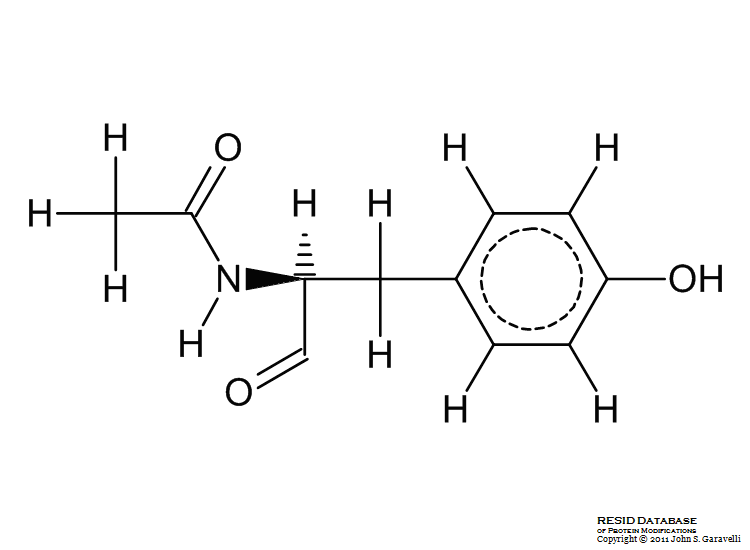 H O H H
H H H
H N OH
H H
O H H
RESID DATABASE
OF PROTEIN MODIFICATIONS
Copyright © 2011 John S. Garavelli